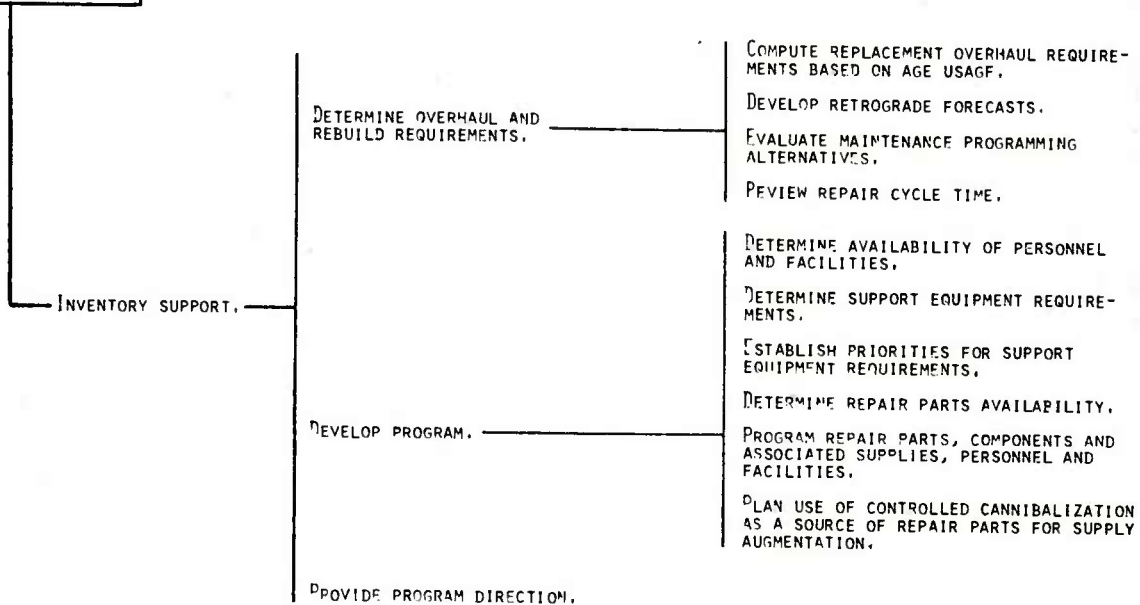 COMPUTE REPLACEMENT OVERHAUL REQUIRE-
MENTS BASED ON AGE USAGE.
DETERMINE OVERHAUL AND
REBUILD REQUIREMENTS.
DEVELOP RETROGRADE FORECASTS.
EVALUATE MAINTENANCE PROGRAMMING
ALTERNATIVES.
REVIEW REPAIR CYCLE TIME.
INVENTORY SUPPORT.
DETERMINE AVAILABILITY OF PERSONNEL
AND FACILITIES.
DETERMINE SUPPORT EQUIPMENT REQUIRE-
MENTS.
ESTABLISH PRIORITIES FOR SUPPORT
EQUIPMENT REQUIREMENTS.
DETERMINE REPAIR PARTS AVAILABILITY.
DEVELOP PROGRAM.
PROGRAM REPAIR PARTS, COMPONENTS AND
ASSOCIATED SUPPLIES, PERSONNEL AND
FACILITIES.
PLAN USE OF CONTROLLED CANNIBALIZATION
AS A SOURCE OF REPAIR PARTS FOR SUPPLY
AUGMENTATION.
PROVIDE PROGRAM DIRECTION.